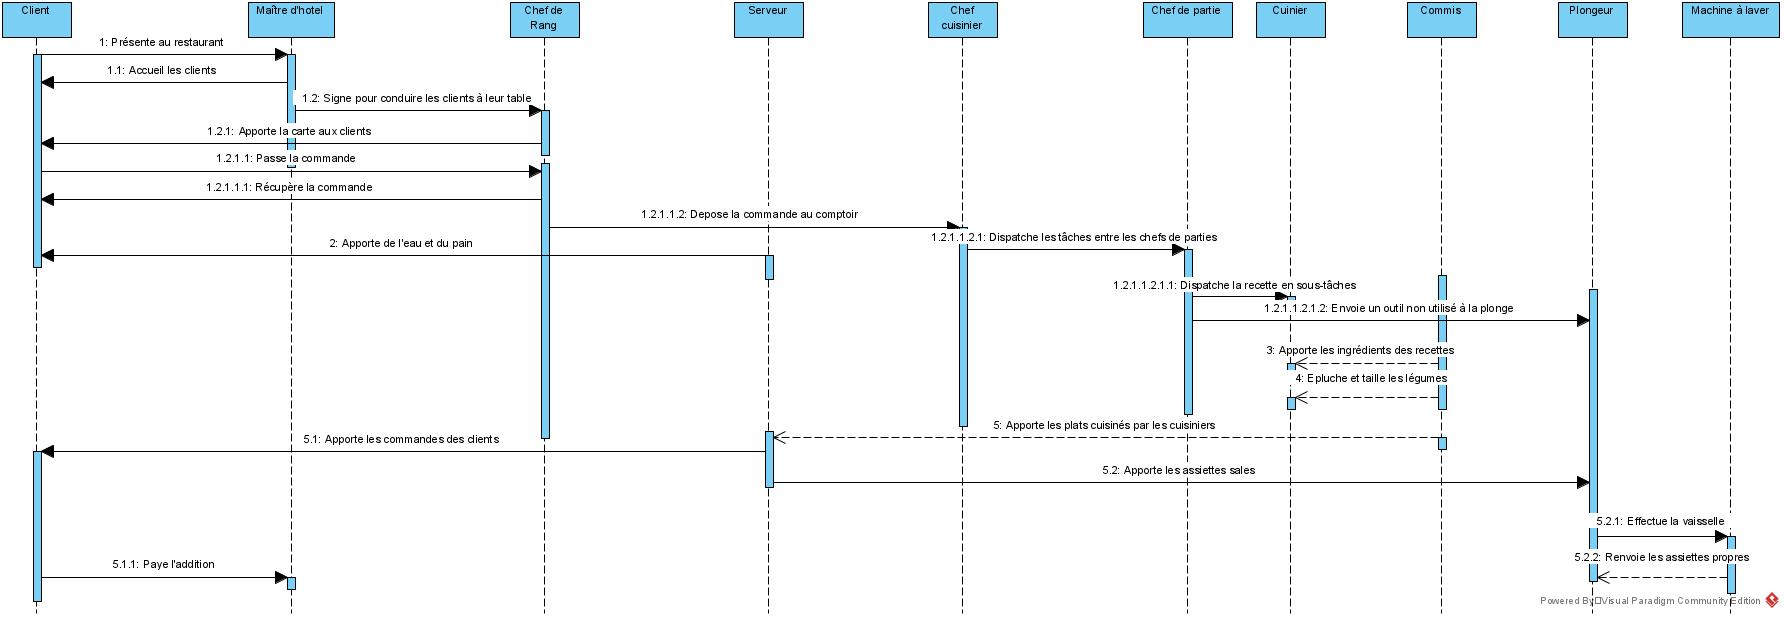 Client
Maître d'hotel
Chef de
Rang
Serveur
Chef
cuisinier
Chef de partie
Cuinier
Commis
Plongeur
Machine à laver
1: Présente au restaurant
1.1: Accueil les clients
1.2: Signe pour conduire les clients à leur table
1.2.1: Apporte la carte aux clients
1.2.1.1: Passe la commande
1.2.1.1.1: Récupère la commande
1.2.1.1.2: Depose la commande au comptoir
1.2.1.1.2.1: Dispatche les tâches entre les chefs de parties
2: Apporte de l'eau et du pain
1.2.1.1.2.1.1: Dispatche la recette en sous-tâches
1.2.1.1.2.1.2: Envoie un outil non utilisé à la plonge
3: Apporte les ingrédients des recettes
4: Epluche et taille les légumes
5: Apporte les plats cuisinés par les cuisiniers
5.1: Apporte les commandes des clients
5.2: Apporte les assiettes sales
5.2.1: Effectue la vaisselle
5.2.2: Renvoie les assiettes propres
5.1.1: Paye l'addition
Powered By Visual Paradigm Community Edition